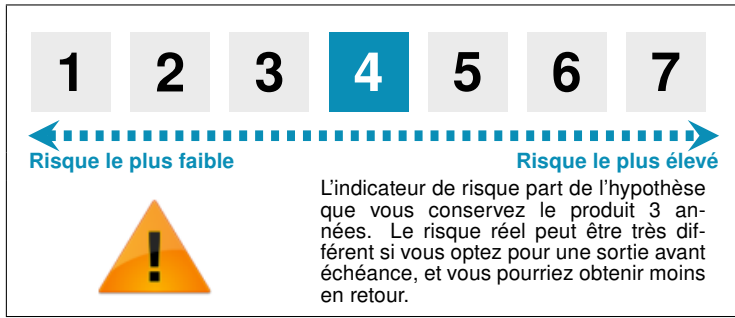 1 2 3 4 5 6 7
Risque le plus faible Risque le plus élevé
L'indicateur de risque part de l'hypothèse
que vous conservez le produit 3 an-
nées. Le risque réel peut être très dif-
férent si vous optez pour une sortie avant
échéance, et vous pourriez obtenir moins
en retour.